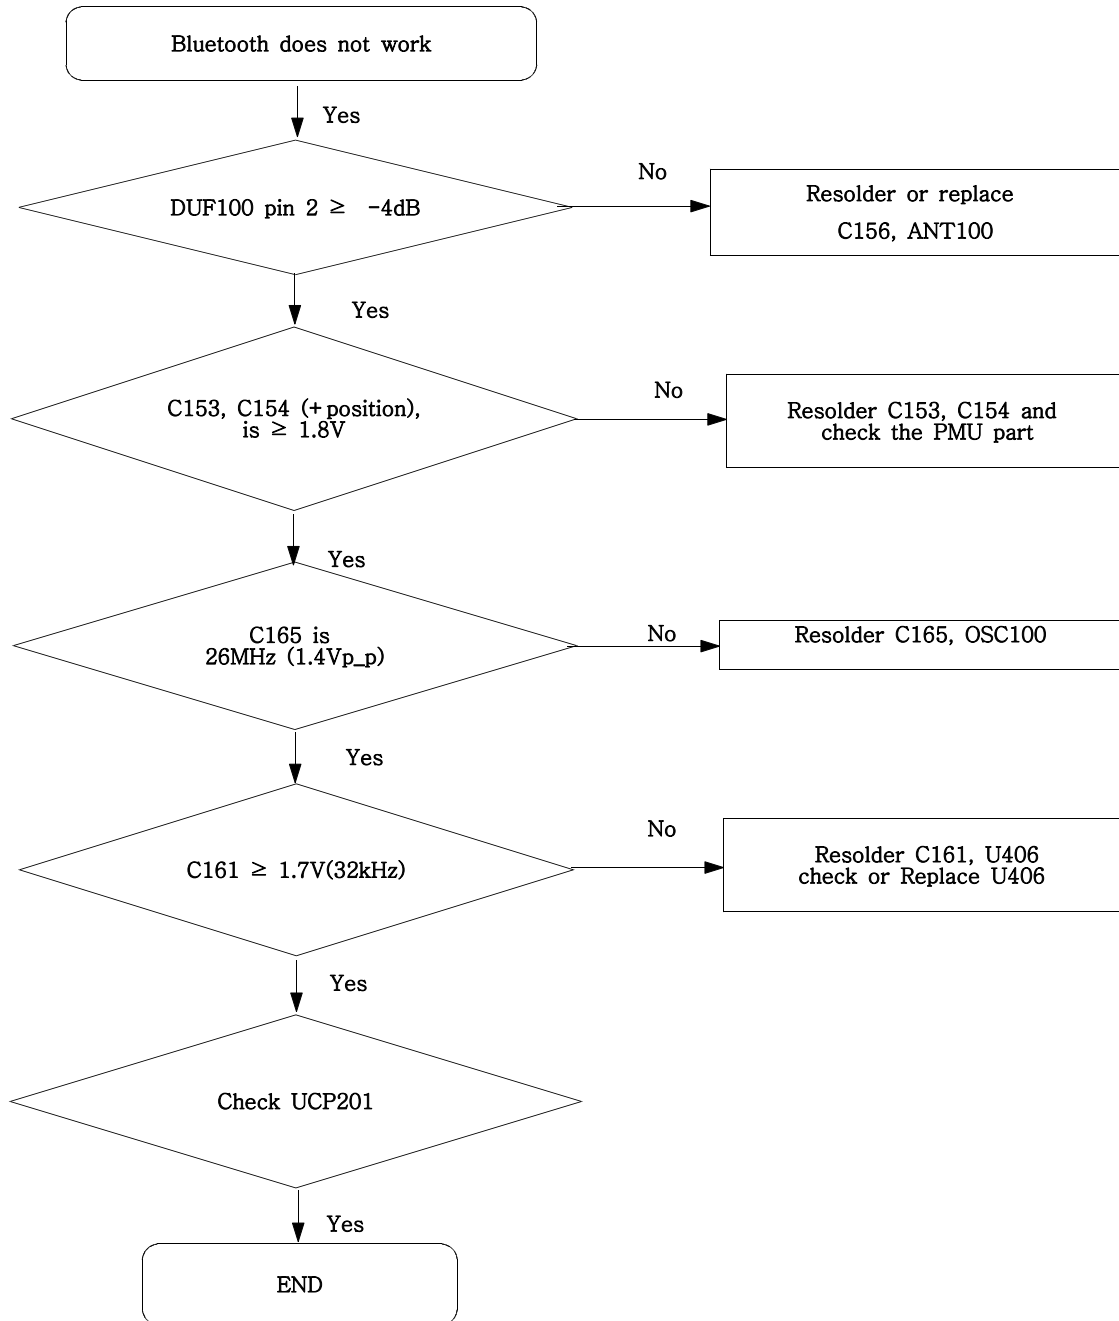 Bluetooth does not work
Yes
DUF100 pin 2 ≥ -4dB
No
Resolder or replace
C156, ANT100
Yes
C153, C154 (+position),
is ≥ 1.8V
No
Resolder C153, C154 and
check the PMU part
Yes
C165 is
26MHz (1.4Vp_p)
No
Resolder C165, OSC100
Yes
C161 ≥ 1.7V(32kHz)
No
Resolder C161, U406
check or Replace U406
Yes
Check UCP201
Yes
END